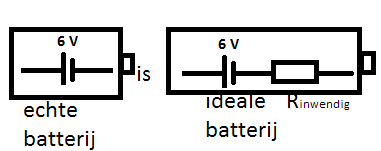 6 V
6 V
is
echte
batterij
ideale Rinwendig
batterij